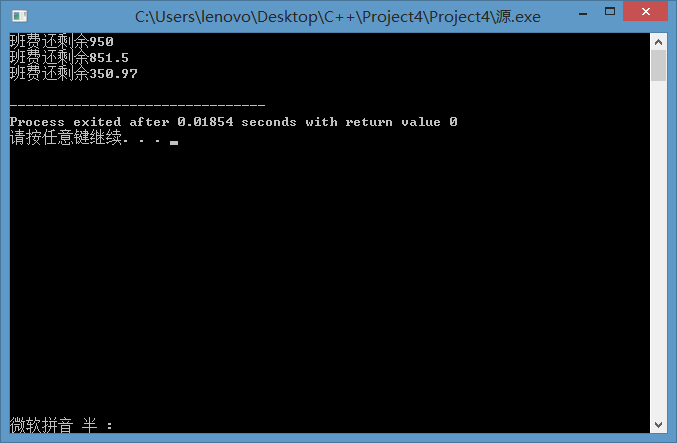 C:\Users\lenovo\Desktop\C++\Project4\Project4\源.exe
班费还剩余950
班费还剩余851.5
班费还剩余350.97
--------------------------------
Process exited after 0.01854 seconds with return value 0
请按任意键继续. . .
微软拼音 半 :